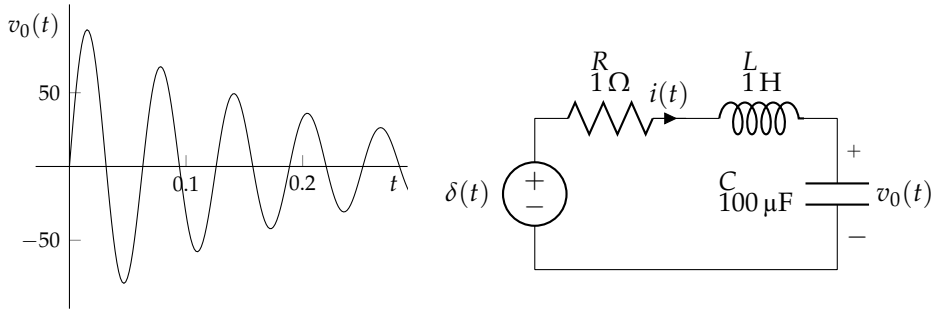 v₀(t)
50
−50
0.1
0.2
t
R
1 Ω
i(t)
L
1 H
δ(t)
+
−
C
100 µF
+
v₀(t)
−